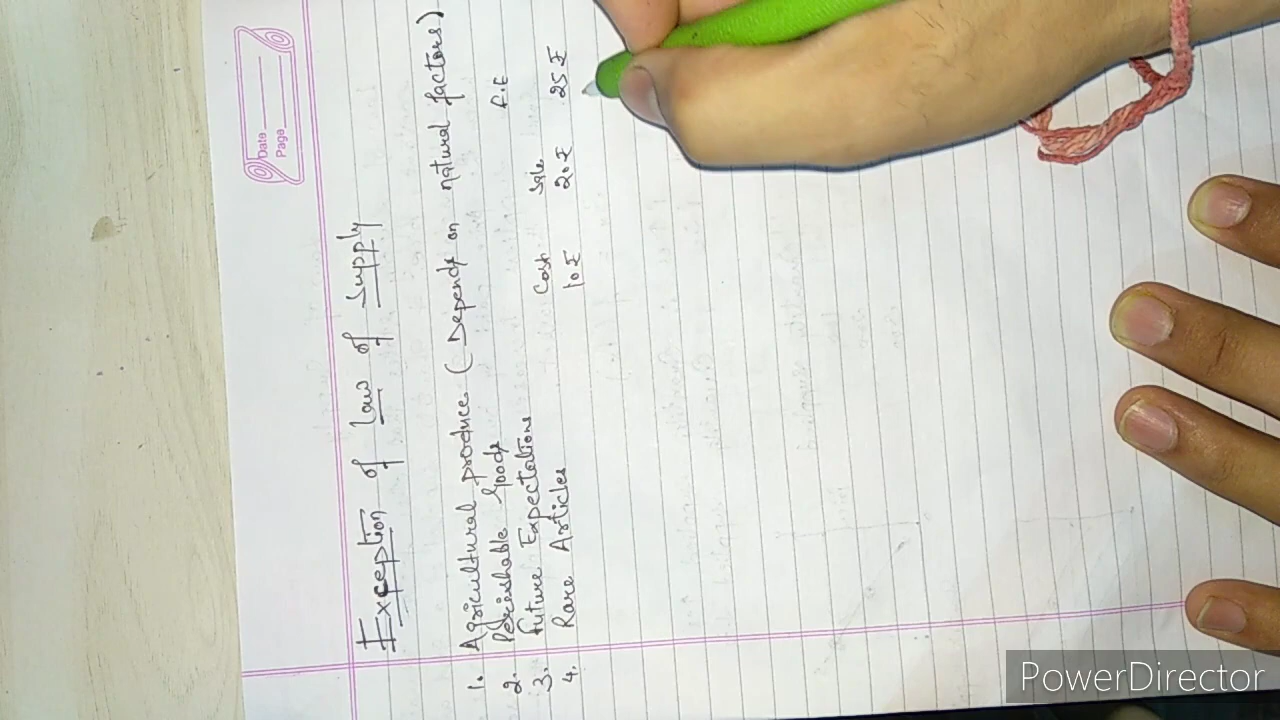 Date
Page
Exception of Law of Supply
1. Agricultural produce (Depends on natural factors)
2. Perishable Goods F.E
3. Future Expectations Cash Sale
4. Rare Articles 10₹ 20₹ 25₹
PowerDirector